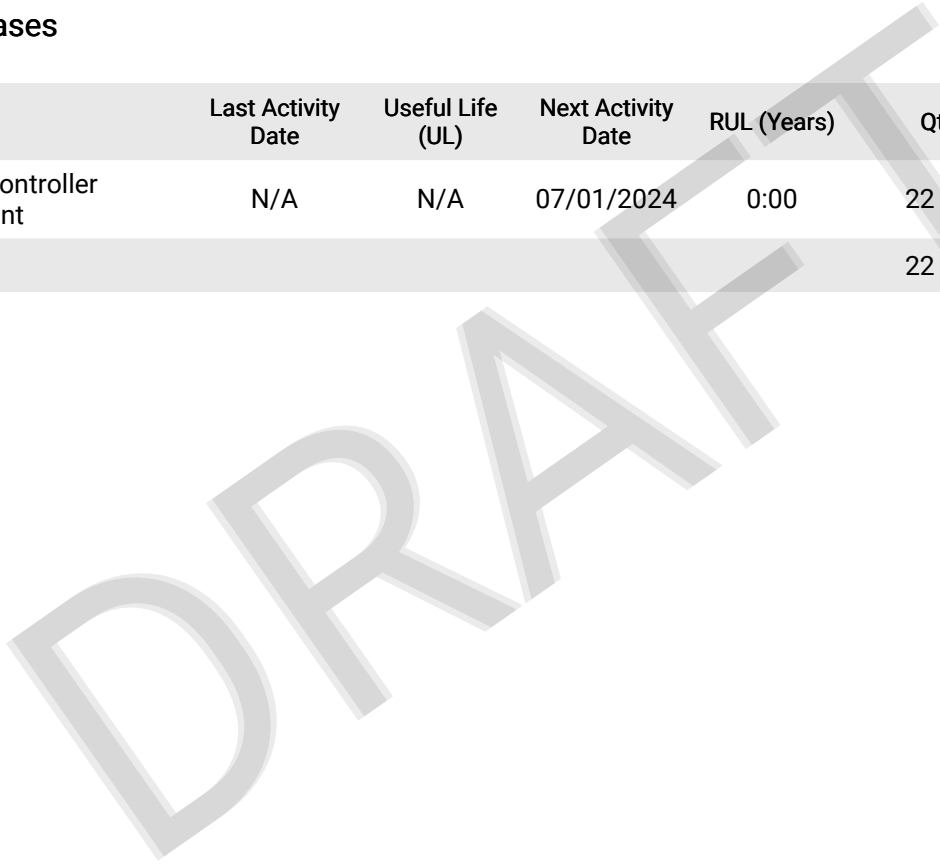 ases
Last Activity Date Useful Life (UL) Next Activity Date RUL (Years) Qt
ontroller
nt N/A N/A 07/01/2024 0:00 22
22
DRAFT